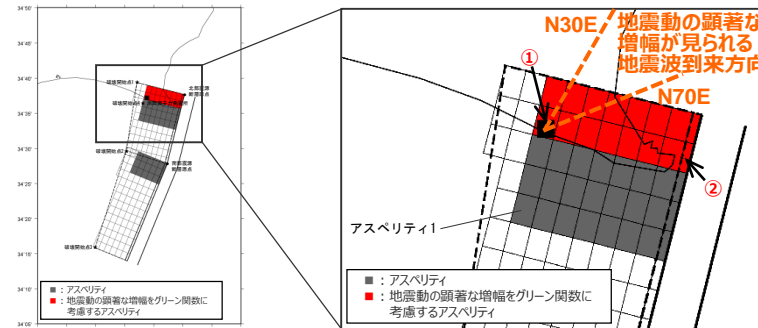 34°50'
34°40'
34°35'
34°30'
34°25'
34°20'
34°15'
34°10'
34°05'
破壊開始点1
北部震源
断層原点
破壊開始点2
南部震源
断層原点
破壊開始点3
■ : アスペリティ
■ : 地震動の顕著な増幅をグリーン関数に
考慮するアスペリティ
N30E
地震動の顕著な
増幅が見られる
地震波到来方向
N70E
①
②
アスペリティ1
■ : アスペリティ
■ : 地震動の顕著な増幅をグリーン関数に
考慮するアスペリティ